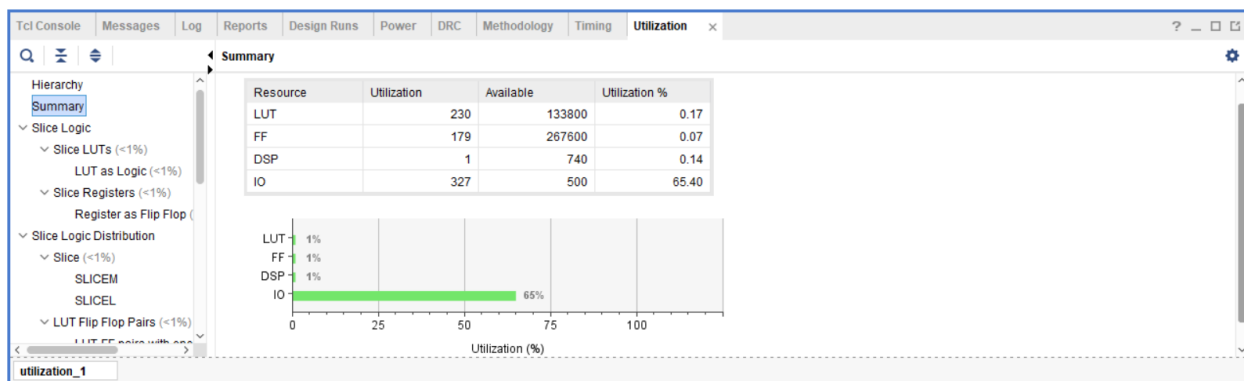 Tcl Console Messages Log Reports Design Runs Power DRC Methodology Timing Utilization × ?
Summary
Hierarchy
Summary
Slice Logic
Slice LUTs (<1%)
LUT as Logic (<1%)
Slice Registers (<1%)
Register as Flip Flop (
Slice Logic Distribution
Slice (<1%)
SLICEM
SLICEL
LUT Flip Flop Pairs (<1%)
Resource Utilization Available Utilization %
LUT 230 133800 0.17
FF 179 267600 0.07
DSP 1 740 0.14
IO 327 500 65.40
LUT 1%
FF 1%
DSP 1%
IO 65%
0 25 50 75 100
Utilization (%)
utilization_1